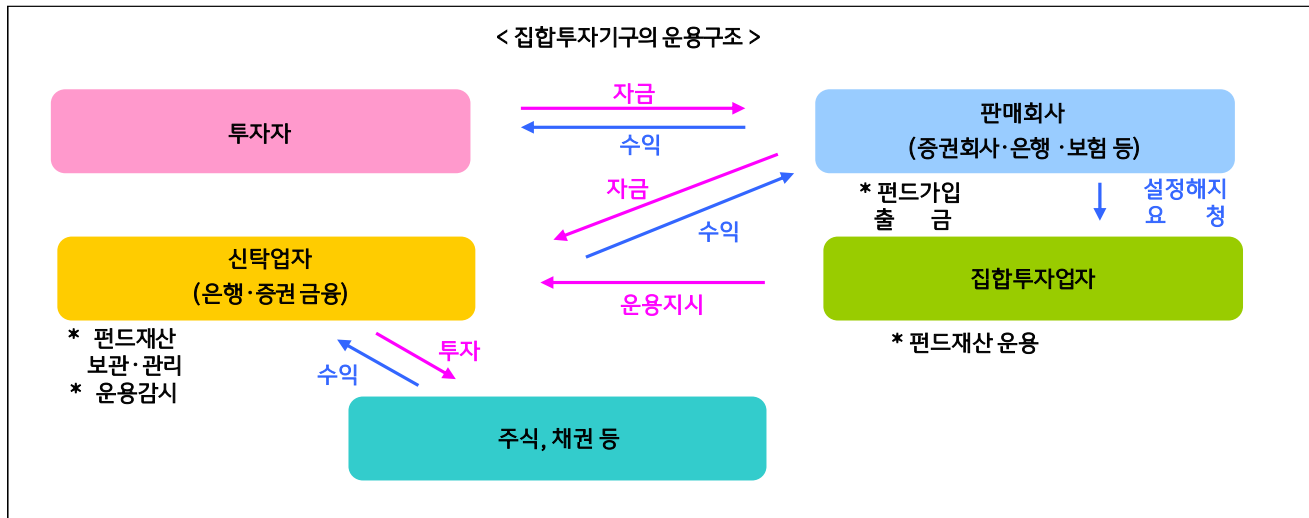 < 집합투자기구의 운용구조 >
투자자
자금
수익
판매회사
(증권회사·은행 ·보험 등)
자금
수익
* 펀드가입
출 금
설정해지
요 청
신탁업자
(은행·증권 금융)
운용지시
집합투자업자
* 펀드재산
보관·관리
* 운용감시
수익
투자
* 펀드재산 운용
주식, 채권 등